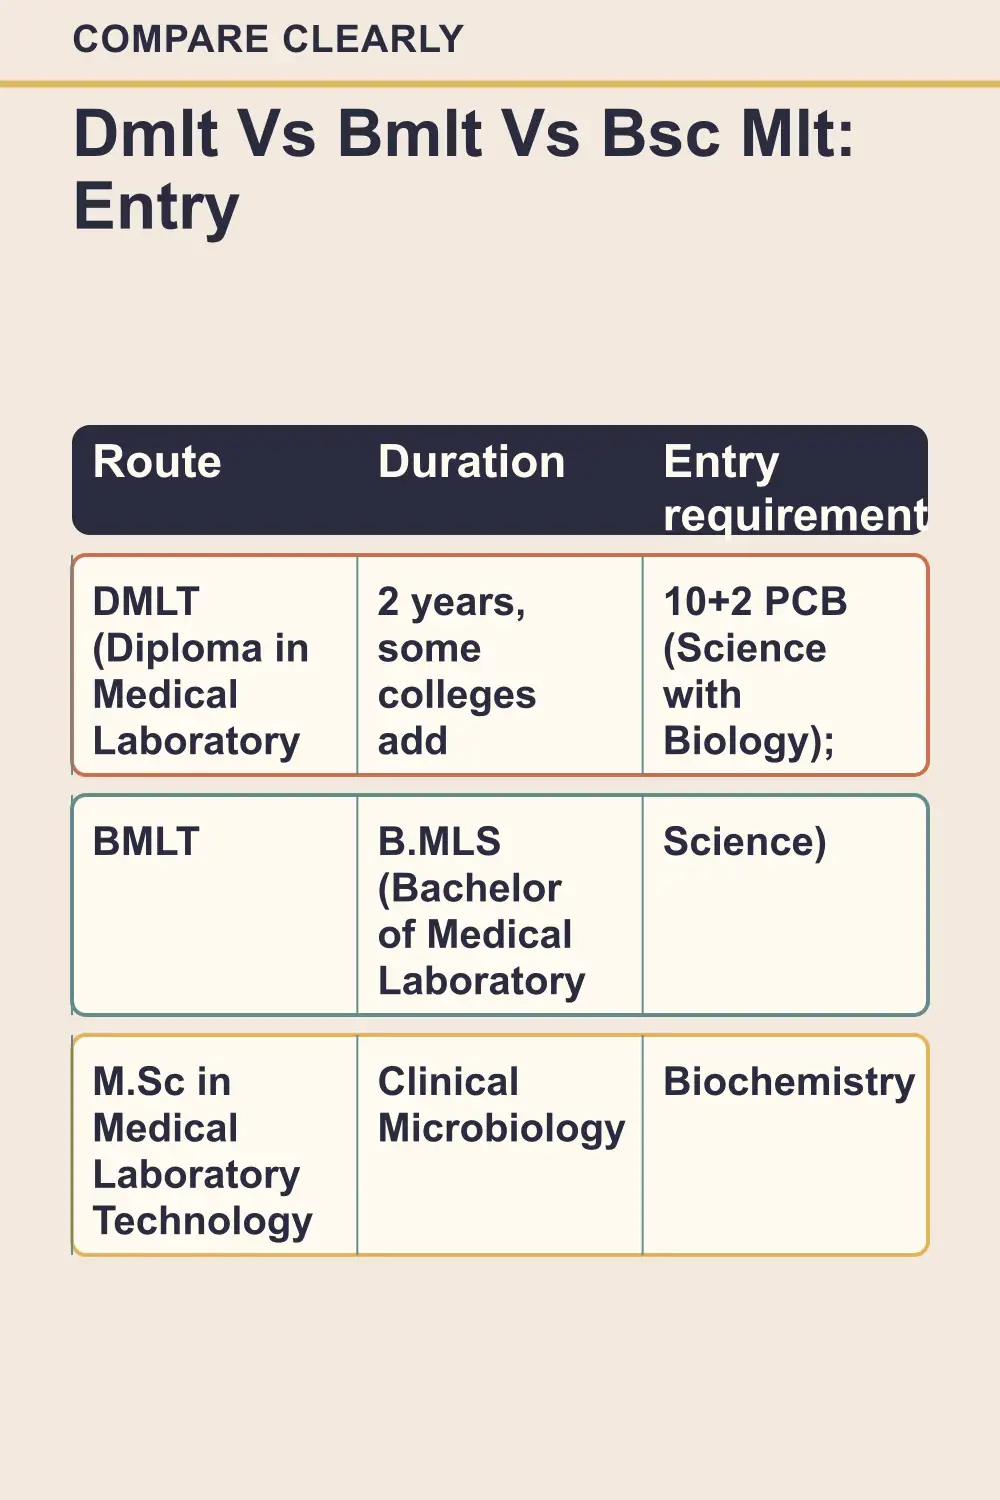 COMPARE CLEARLY
Dmlt Vs Bmlt Vs Bsc Mlt:
Entry
Route
Duration
Entry
requirement
DMLT
(Diploma in
Medical
Laboratory
2 years,
some
colleges
add
10+2 PCB
(Science
with
Biology);
BMLT
B.MLS
(Bachelor
of Medical
Laboratory
Science)
M.Sc in
Medical
Laboratory
Technology
Clinical
Microbiology
Biochemistry